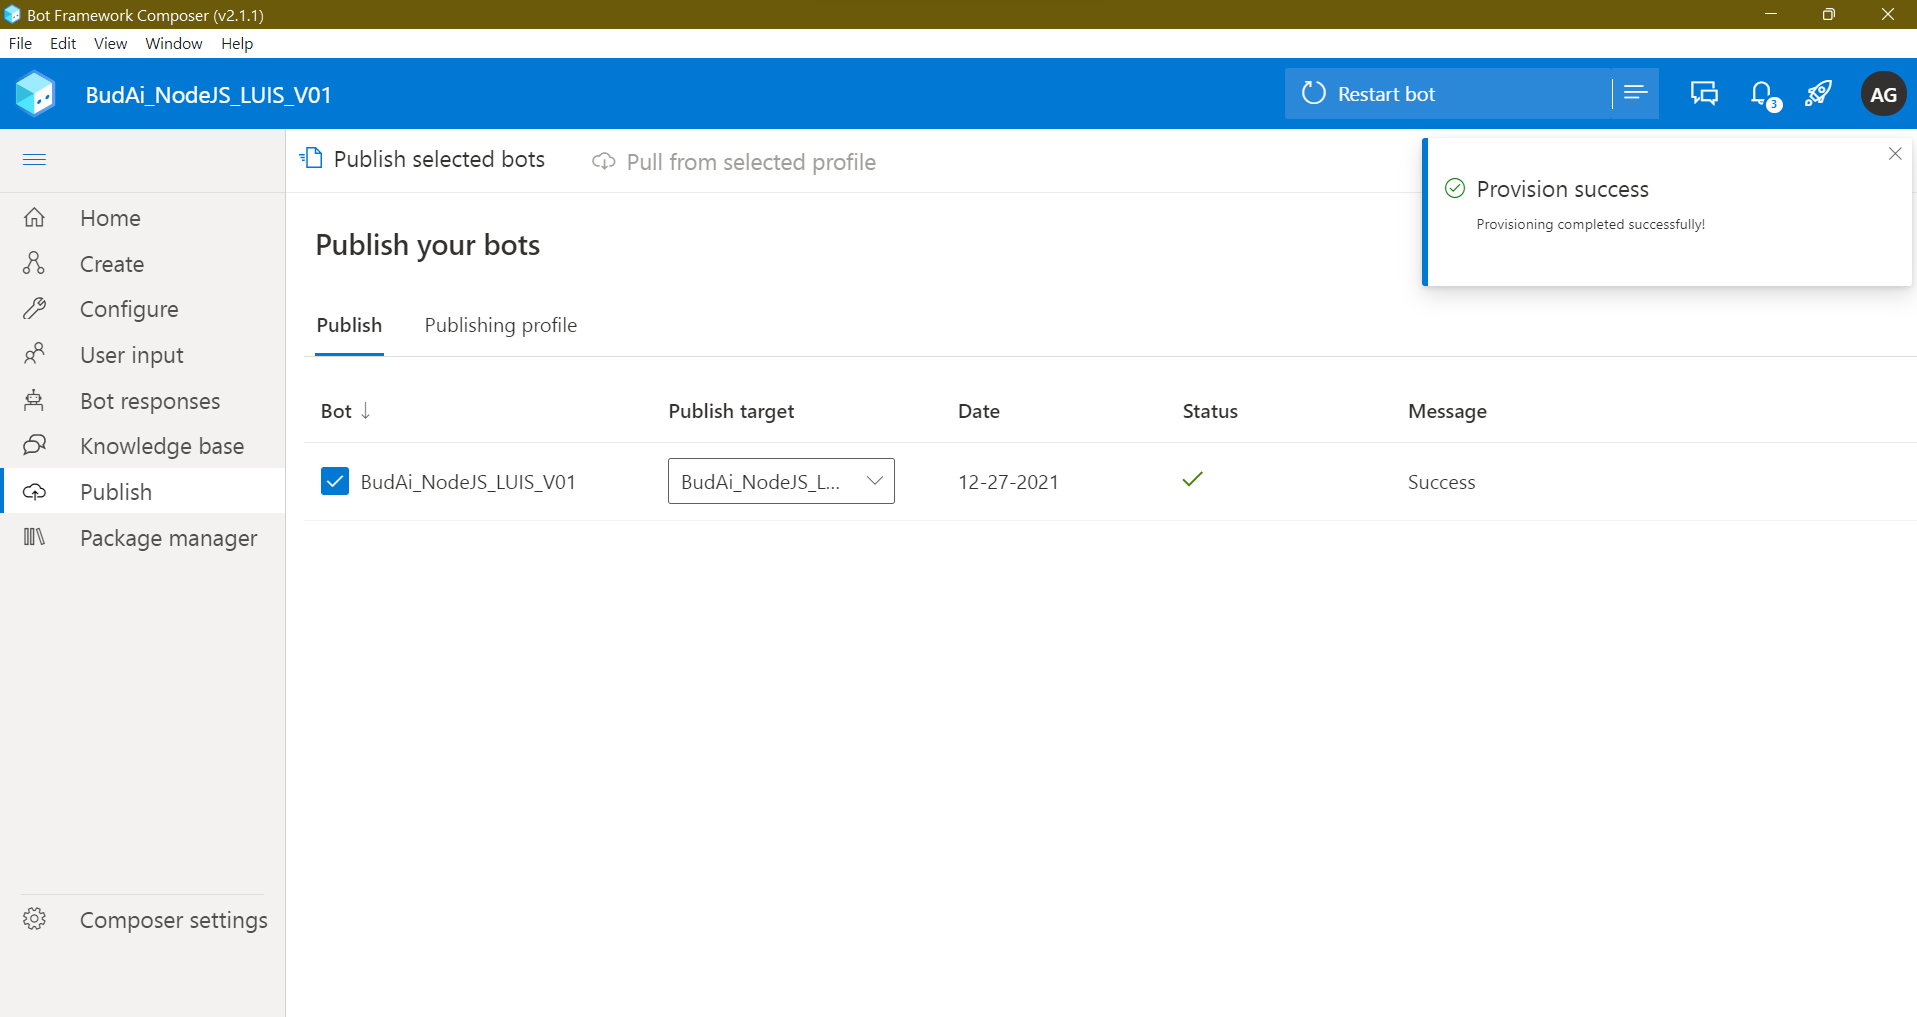 Bot Framework Composer (v2.1.1)
File Edit View Window Help
BudAi_NodeJS_LUIS_V01
Restart bot
3
AG
Publish selected bots
Pull from selected profile
Provision success
Provisioning completed successfully!
Home
Create
Configure
User input
Bot responses
Knowledge base
Publish
Package manager
Composer settings
Publish your bots
Publish Publishing profile
Bot ↓ Publish target Date Status Message
BudAi_NodeJS_LUIS_V01 BudAi_NodeJS_L... 12-27-2021 Success